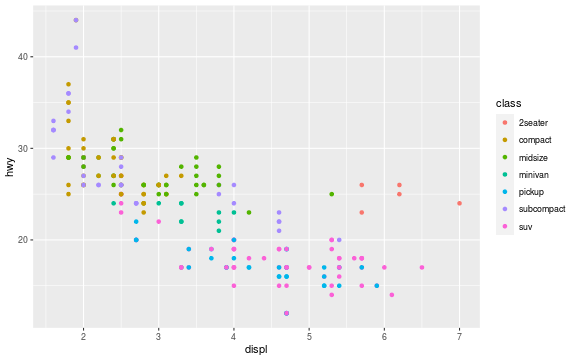 hwy
40
30
20
2
3
4
5
6
7
displ
class
2seater
compact
midsize
minivan
pickup
subcompact
suv